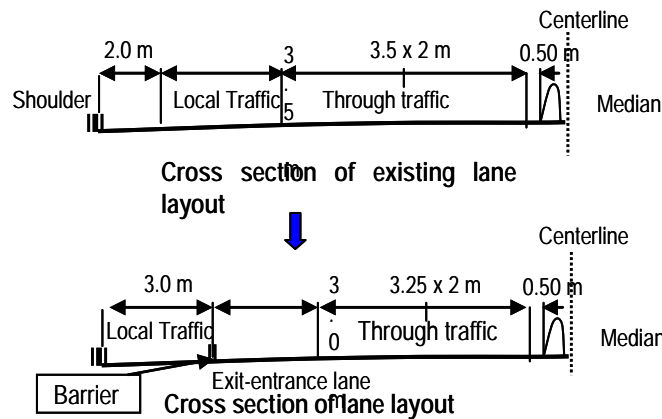 Centerline
2.0 m
3.5 m
3.5 x 2 m
0.50 m
Shoulder
Local Traffic
Through traffic
Median
Cross section of existing lane
layout
Centerline
3.0 m
3.0 m
3.25 x 2 m
0.50 m
Local Traffic
Through traffic
Median
Barrier
Exit-entrance lane
Cross section of lane layout